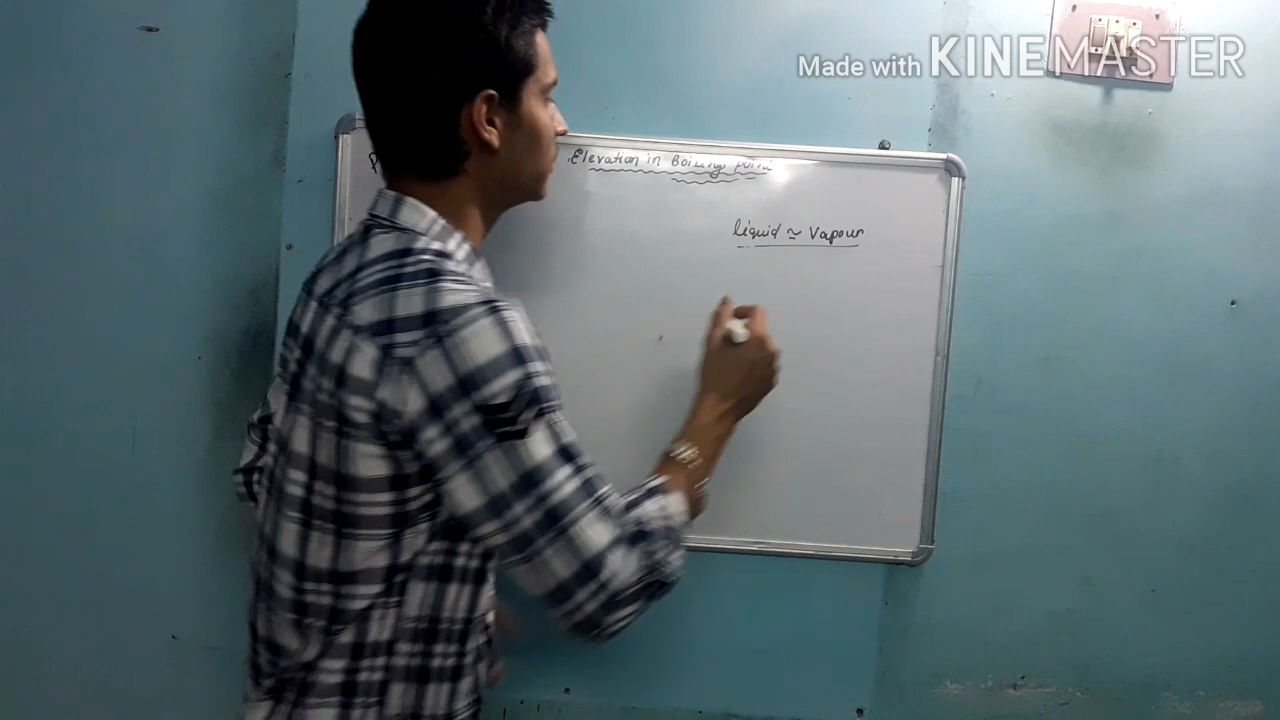 Made with KINEMASTER
Elevation in Boiling point
liquid ≃ Vapour